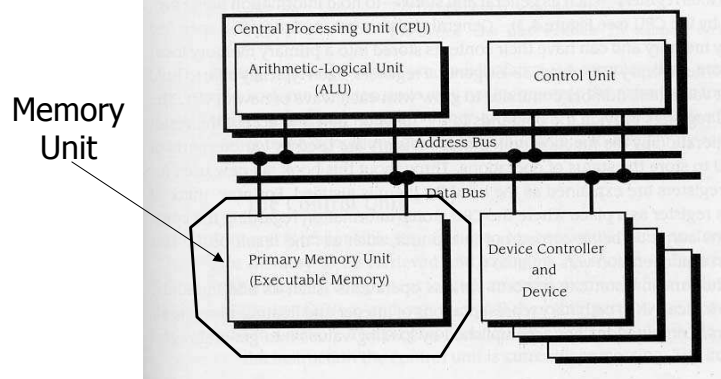 Central Processing Unit (CPU)
Arithmetic-Logical Unit
(ALU)
Control Unit
Memory
Unit
Address Bus
Data Bus
Primary Memory Unit
(Executable Memory)
Device Controller
and
Device